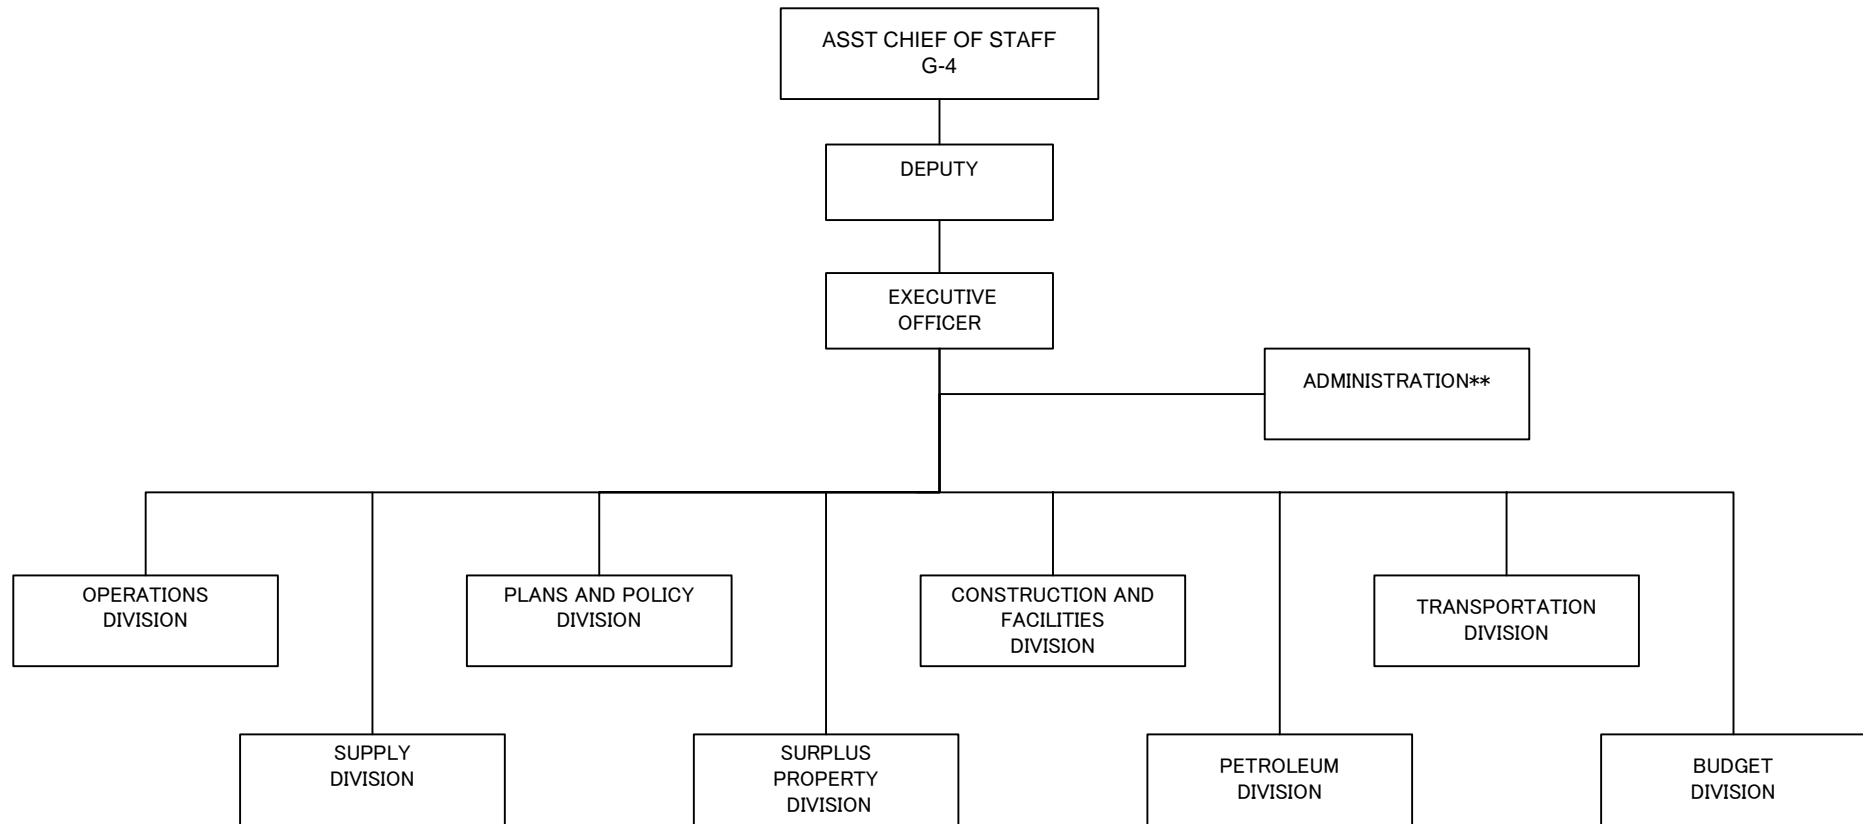 ASST CHIEF OF STAFF
G-4
DEPUTY
EXECUTIVE
OFFICER
ADMINISTRATION**
OPERATIONS
DIVISION
PLANS AND POLICY
DIVISION
CONSTRUCTION AND
FACILITIES
DIVISION
TRANSPORTATION
DIVISION
SUPPLY
DIVISION
SURPLUS
PROPERTY
DIVISION
PETROLEUM
DIVISION
BUDGET
DIVISION